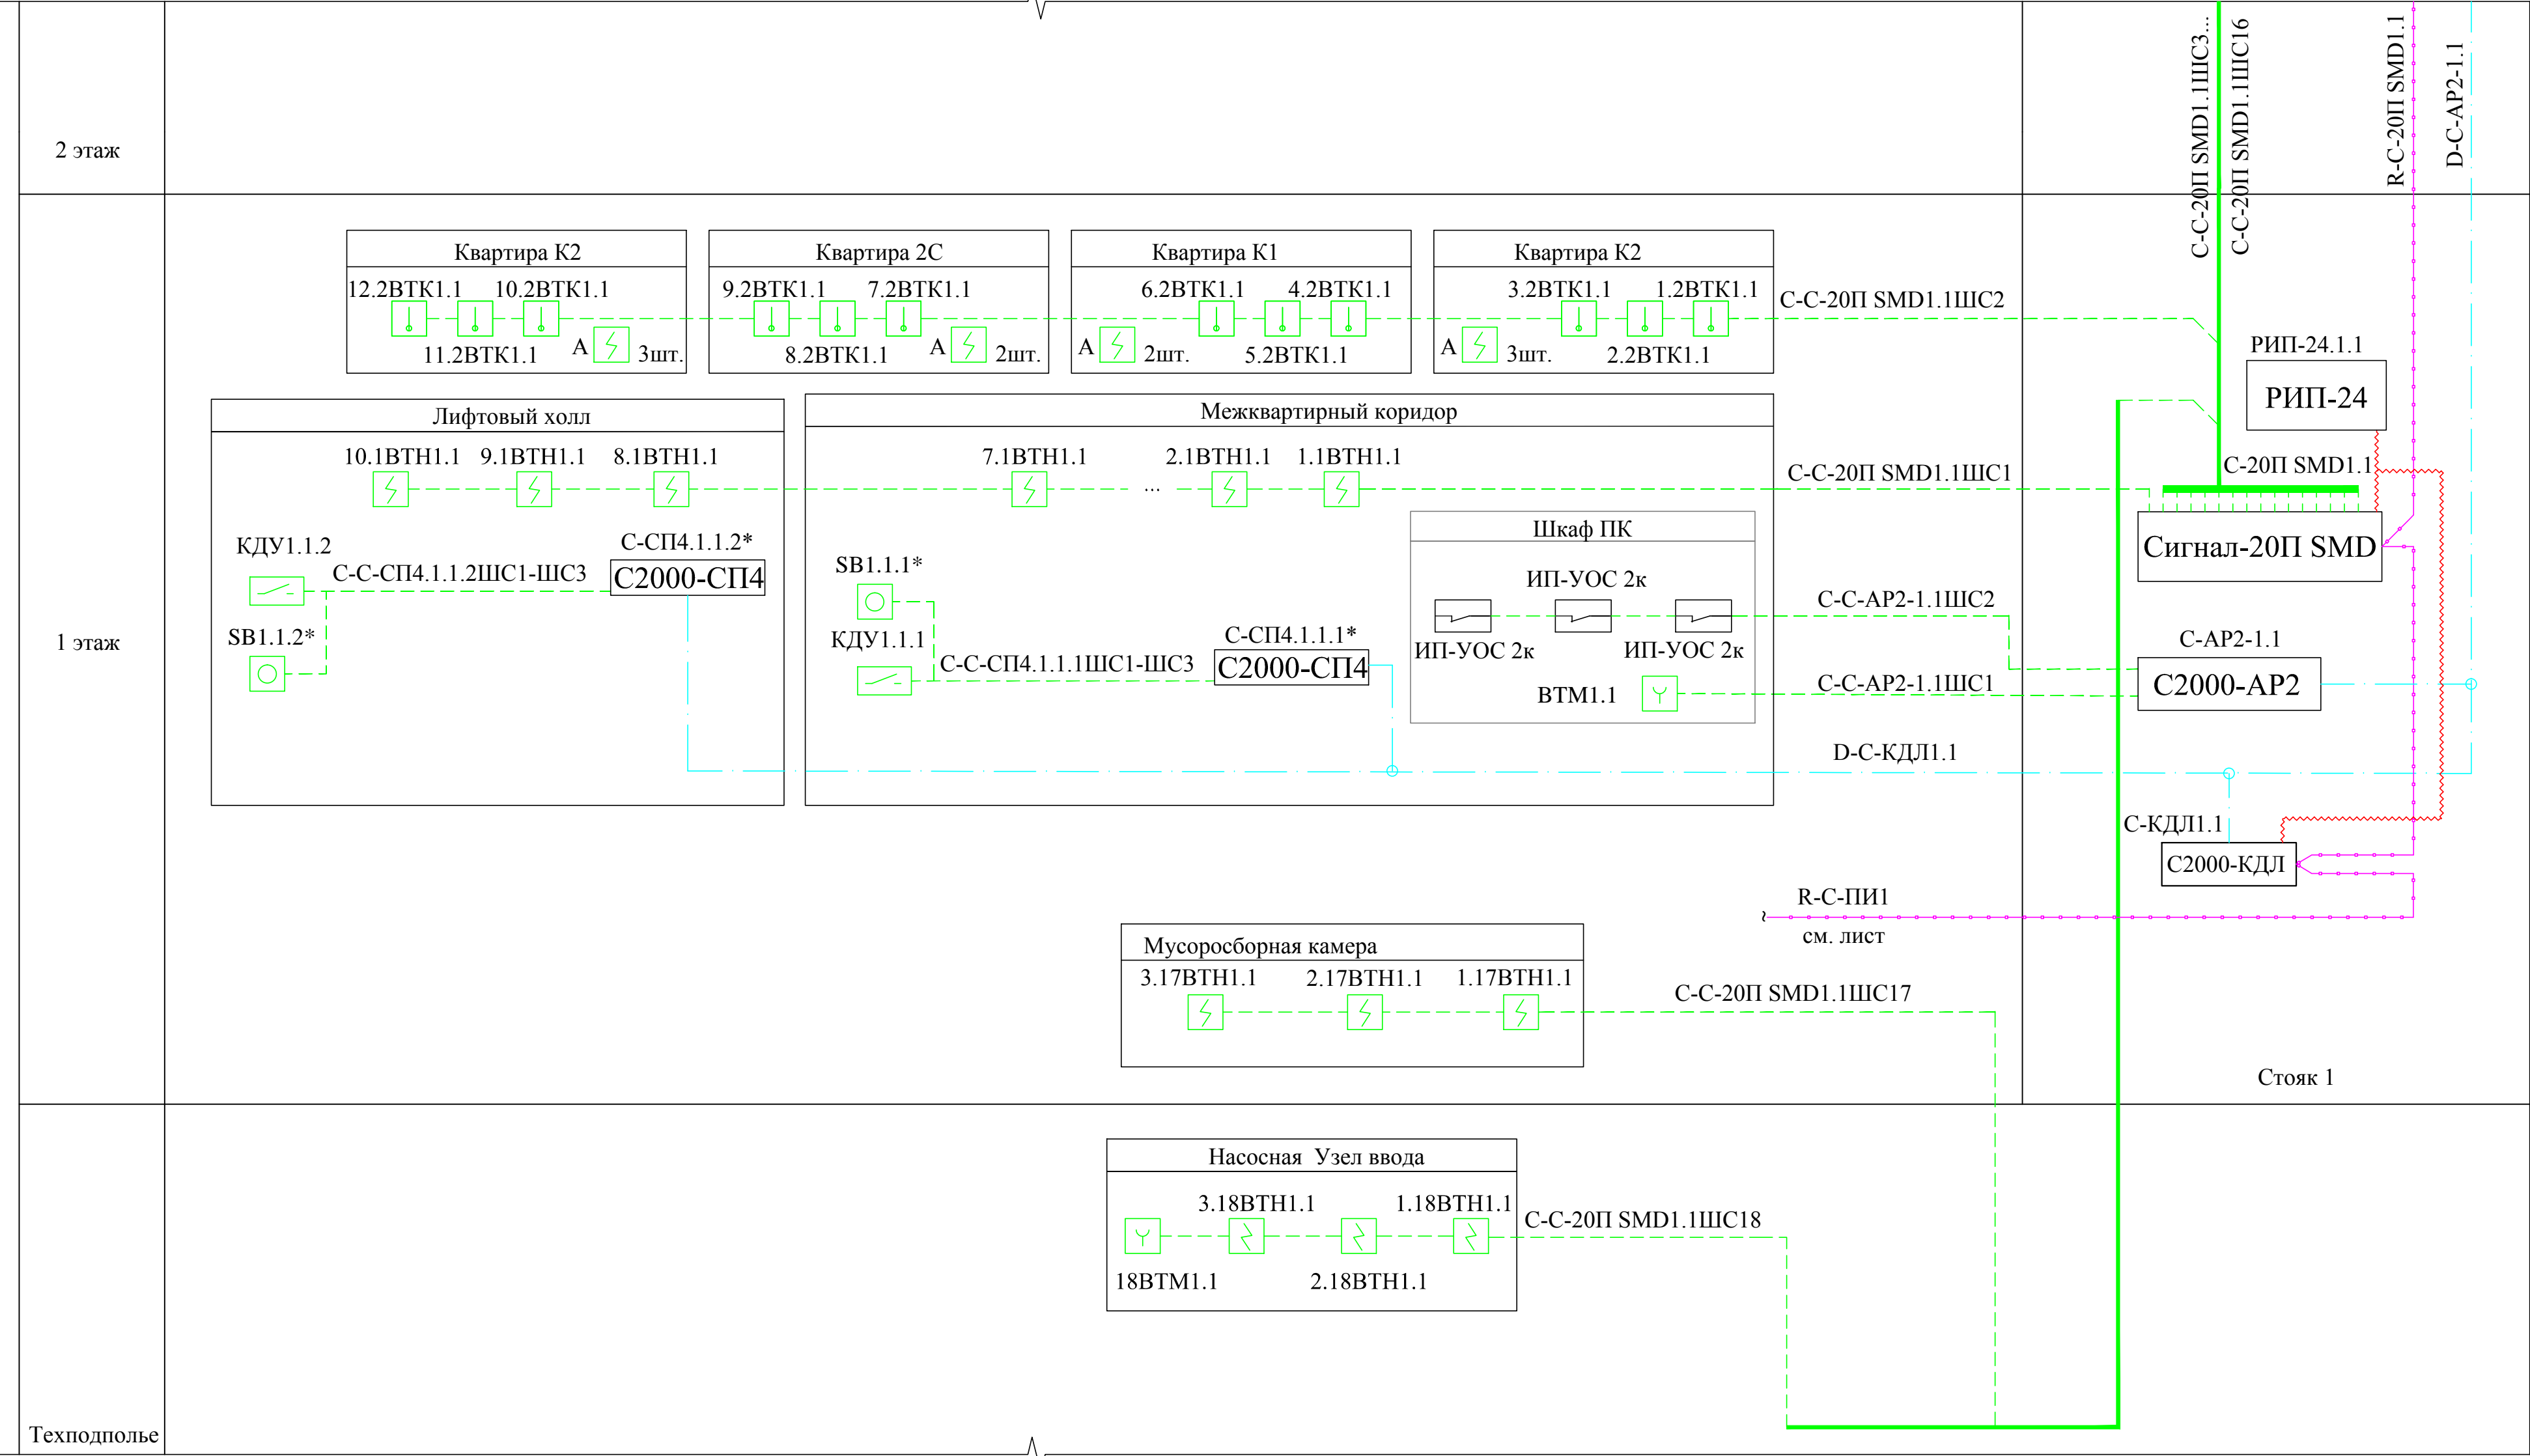 2 этаж
С-С-20П SMD1.1ШС3...
С-С-20П SMD1.1ШС16
R-С-20П SMD1.1
D-С-АР2-1.1
1 этаж
Квартира К2
12.2ВТК1.1
10.2ВТК1.1
11.2ВТК1.1
А
3шт.
Квартира 2С
9.2ВТК1.1
7.2ВТК1.1
8.2ВТК1.1
А
2шт.
Квартира К1
6.2ВТК1.1
4.2ВТК1.1
А
2шт.
5.2ВТК1.1
Квартира К2
3.2ВТК1.1
1.2ВТК1.1
А
3шт.
2.2ВТК1.1
С-С-20П SMD1.1ШС2
РИП-24.1.1
РИП-24
Лифтовый холл
10.1ВТН1.1
9.1ВТН1.1
8.1ВТН1.1
КДУ1.1.2
С-С-СП4.1.1.2ШС1-ШС3
С-СП4.1.1.2*
С2000-СП4
SB1.1.2*
Межквартирный коридор
7.1ВТН1.1
...
2.1ВТН1.1
1.1ВТН1.1
С-С-20П SMD1.1ШС1
SB1.1.1*
КДУ1.1.1
С-С-СП4.1.1.1ШС1-ШС3
С-СП4.1.1.1*
С2000-СП4
Шкаф ПК
ИП-УОС 2к
ИП-УОС 2к
ИП-УОС 2к
ВТМ1.1
С-С-АР2-1.1ШС2
С-С-АР2-1.1ШС1
D-С-КДЛ1.1
С-20П SMD1.1
Сигнал-20П SMD
С-АР2-1.1
С2000-АР2
С-КДЛ1.1
С2000-КДЛ
R-С-ПИ1
~
см. лист
Мусоросборная камера
3.17ВТН1.1
2.17ВТН1.1
1.17ВТН1.1
С-С-20П SMD1.1ШС17
Стояк 1
Насосная Узел ввода
3.18ВТН1.1
1.18ВТН1.1
18ВТМ1.1
2.18ВТН1.1
С-С-20П SMD1.1ШС18
Техподполье